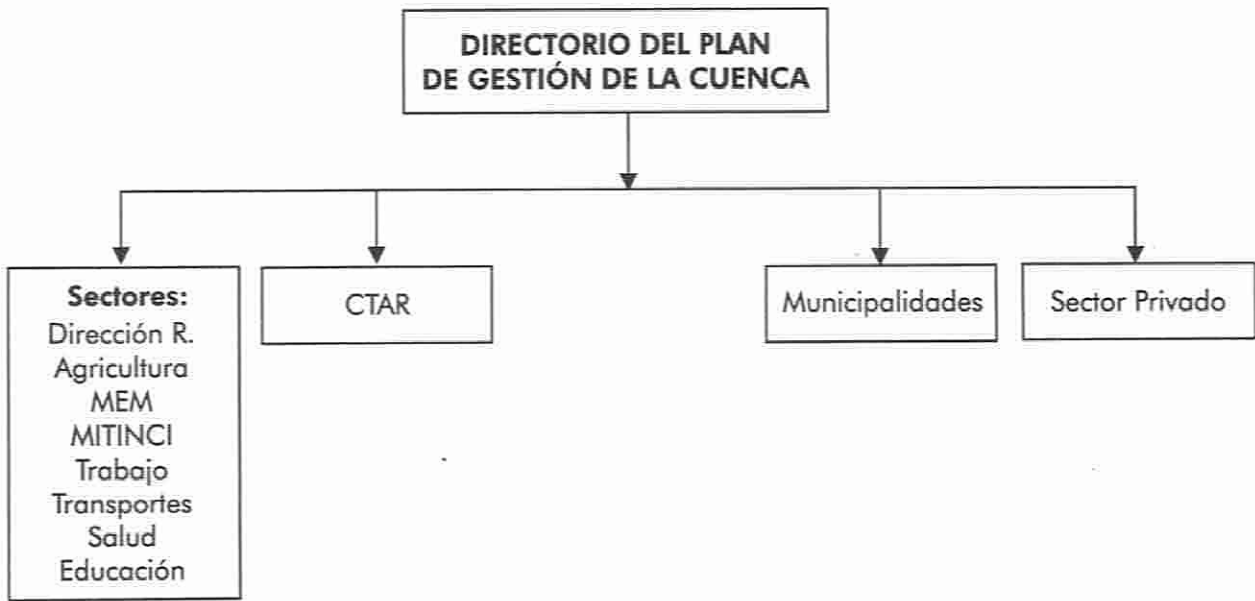 DIRECTORIO DEL PLAN
DE GESTIÓN DE LA CUENCA
Sectores:
Dirección R.
Agricultura
MEM
MITINCI
Trabajo
Transportes
Salud
Educación
CTAR
Municipalidades
Sector Privado